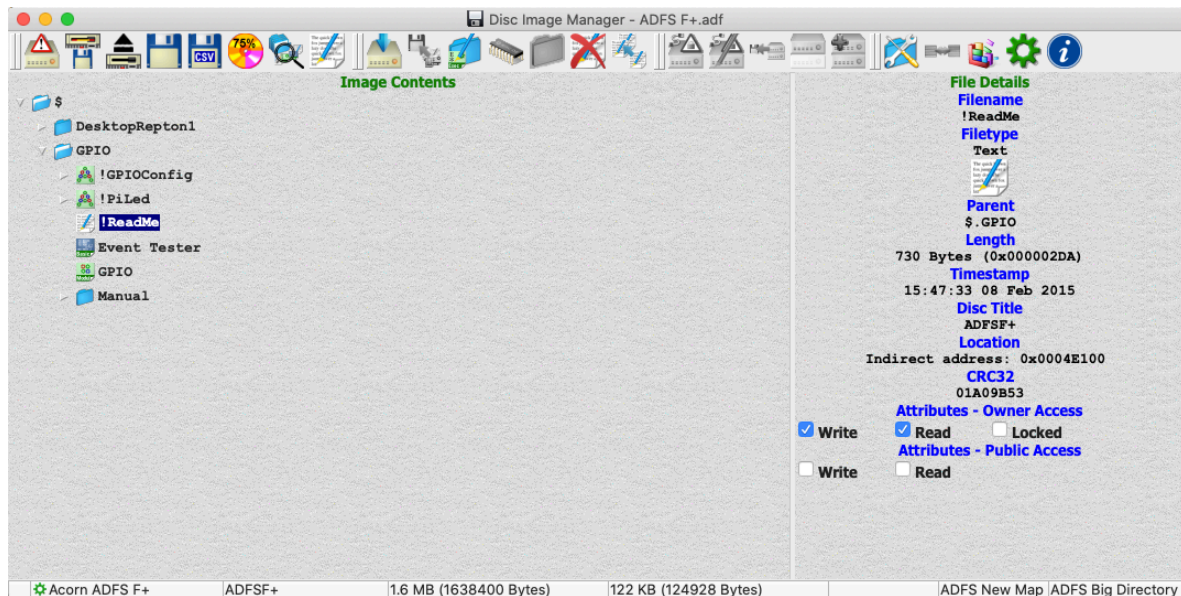 Disc Image Manager - ADFS F+.adf
CSV
75%
Image Contents
$
DesktopRepton1
GPIO
!GPIOConfig
!PiLed
!ReadMe
Event Tester
GPIO
Manual
File Details
Filename
!ReadMe
Filetype
Text
Parent
$.GPIO
Length
730 Bytes (0x000002DA)
Timestamp
15:47:33 08 Feb 2015
Disc Title
ADFSF+
Location
Indirect address: 0x0004E100
CRC32
01A09B53
Attributes - Owner Access
Write Read Locked
Attributes - Public Access
Write Read
Acorn ADFS F+ ADFSF+ 1.6 MB (1638400 Bytes) 122 KB (124928 Bytes) ADFS New Map ADFS Big Directory